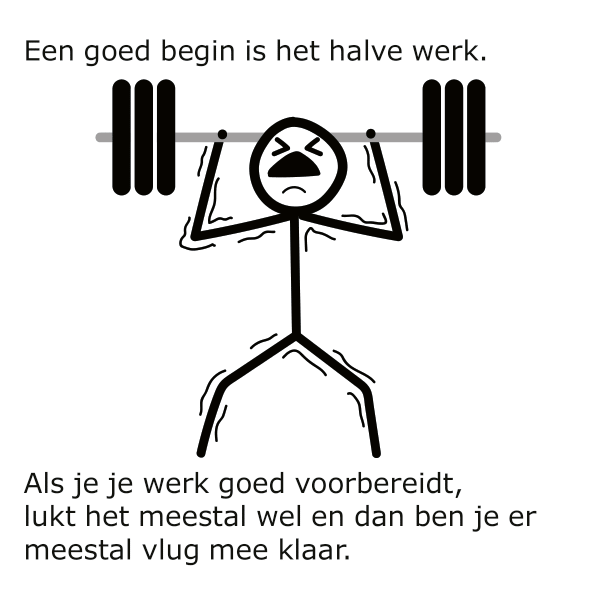 Een goed begin is het halve werk.
Als je je werk goed voorbereidt,
lukt het meestal wel en dan ben je er
meestal vlug mee klaar.